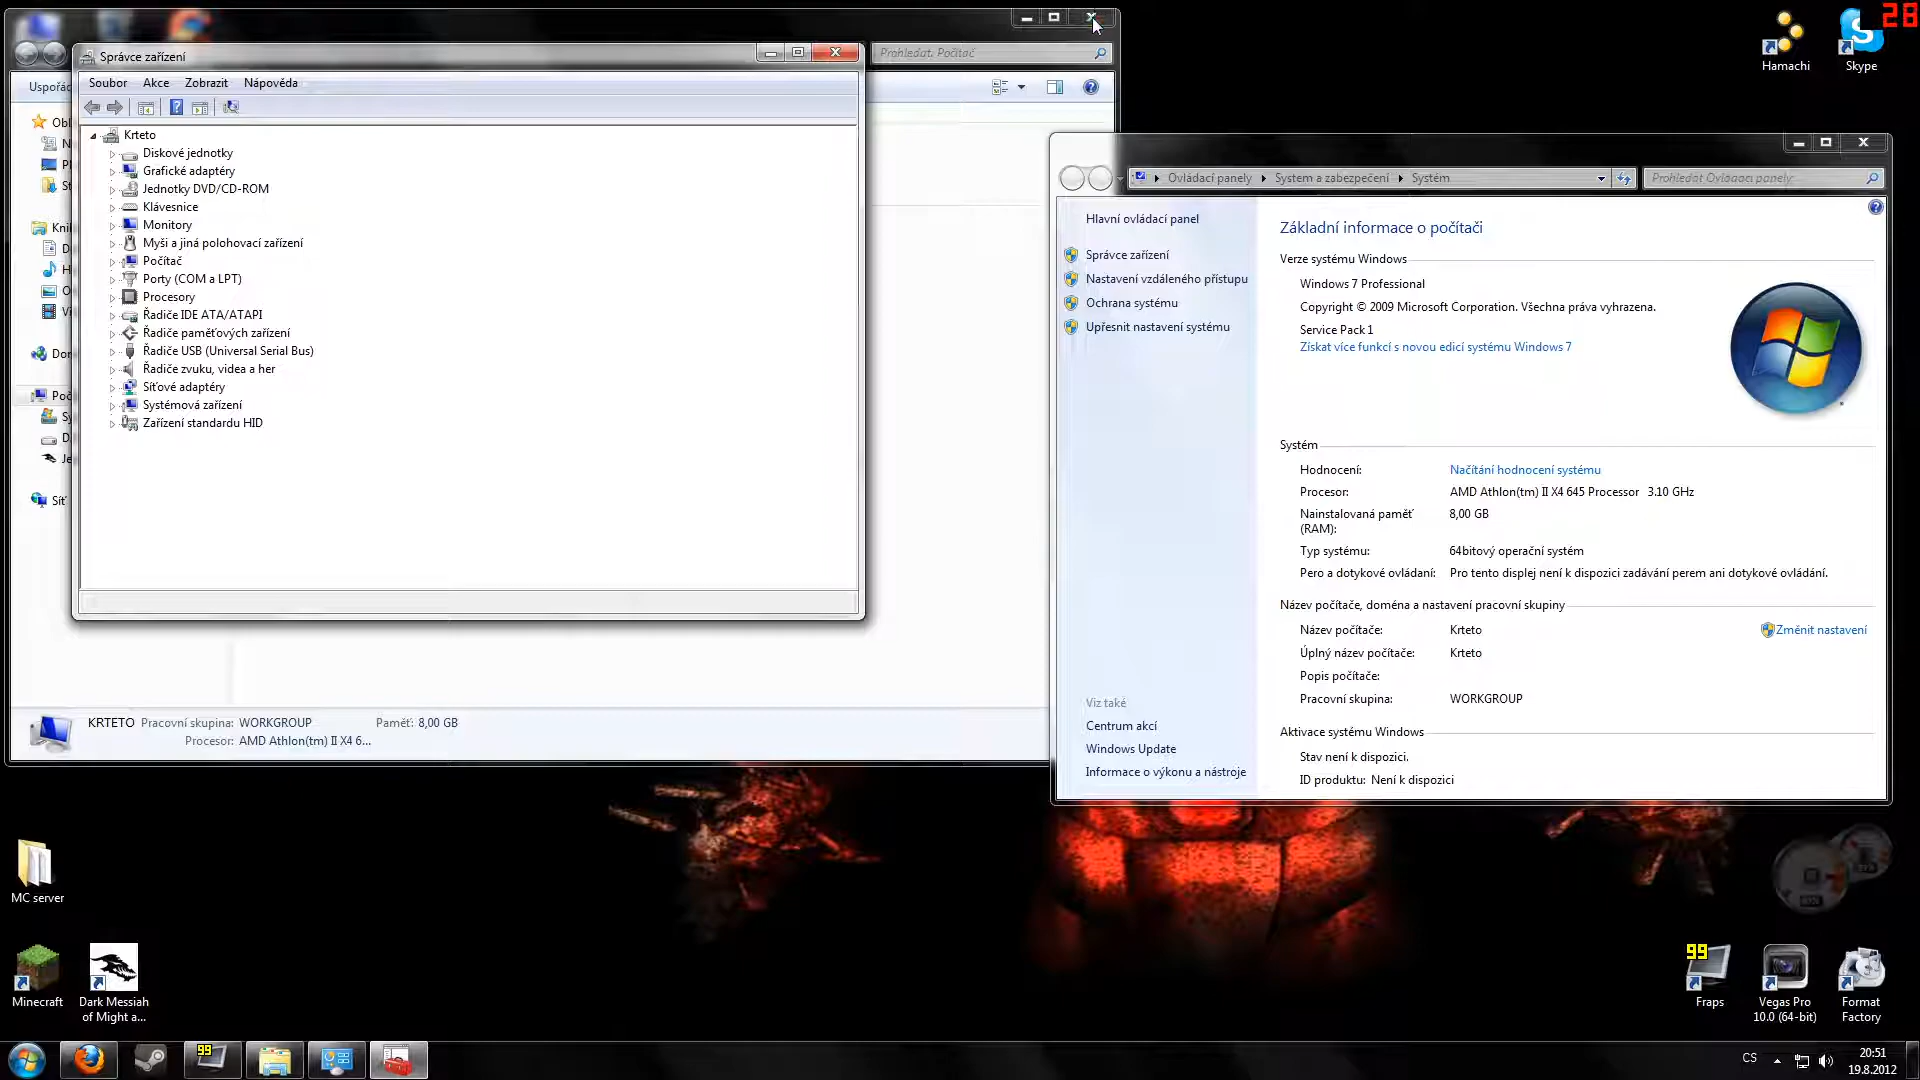 28
Hamachi
Skype
Prohledat: Počítač
Správce zařízení
Soubor Akce Zobrazit Nápověda
Krteto
Diskové jednotky
Grafické adaptéry
Jednotky DVD/CD-ROM
Klávesnice
Monitory
Myši a jiná polohovací zařízení
Počítač
Porty (COM a LPT)
Procesory
Řadiče IDE ATA/ATAPI
Řadiče paměťových zařízení
Řadiče USB (Universal Serial Bus)
Řadiče zvuku, videa a her
Síťové adaptéry
Systémová zařízení
Zařízení standardu HID
Síť
KRTETO Pracovní skupina: WORKGROUP Paměť: 8,00 GB
Procesor: AMD Athlon(tm) II X4 6...
Ovládací panely Systém a zabezpečení Systém
Prohledat Ovládací panely
Hlavní ovládací panel
Správce zařízení
Nastavení vzdáleného přístupu
Ochrana systému
Upřesnit nastavení systému
Viz také
Centrum akcí
Windows Update
Informace o výkonu a nástroje
Základní informace o počítači
Verze systému Windows
Windows 7 Professional
Copyright © 2009 Microsoft Corporation. Všechna práva vyhrazena.
Service Pack 1
Získat více funkcí s novou edicí systému Windows 7
Systém
Hodnocení: Načítání hodnocení systému
Procesor: AMD Athlon(tm) II X4 645 Processor 3.10 GHz
Nainstalovaná paměť 8,00 GB
(RAM):
Typ systému: 64bitový operační systém
Pero a dotykové ovládání: Pro tento displej není k dispozici zadávání perem ani dotykové ovládání.
Název počítače, doména a nastavení pracovní skupiny
Název počítače: Krteto
Změnit nastavení
Úplný název počítače: Krteto
Popis počítače:
Pracovní skupina: WORKGROUP
Aktivace systému Windows
Stav není k dispozici.
ID produktu: Není k dispozici
MC server
Minecraft
Dark Messiah
of Might a...
99
Fraps
Vegas Pro
10.0 (64-bit)
Format
Factory
99
CS
20:51
19.8.2012